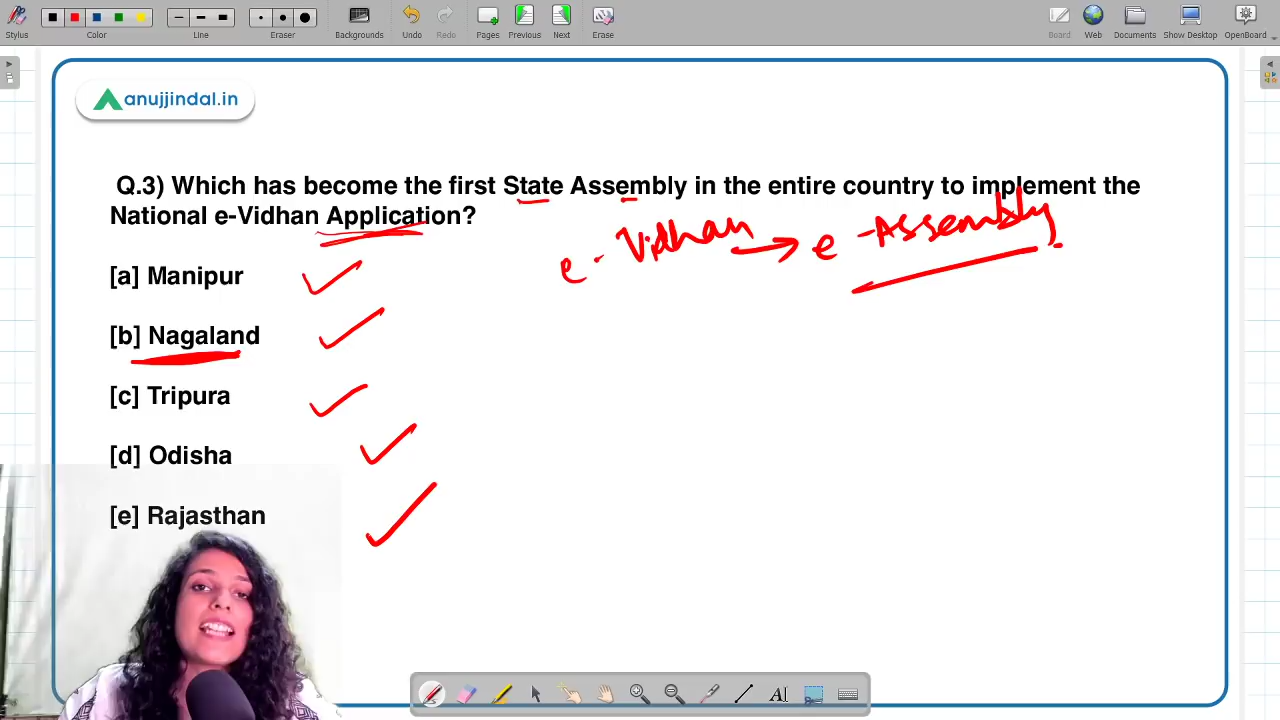 Stylus
Color
Line
Eraser
Backgrounds
Undo
Redo
Pages
Previous
Next
Erase
Board
Web
Documents
Show Desktop
OpenBoard
anujjindal.in
Q.3) Which has become the first State Assembly in the entire country to implement the
National e-Vidhan Application?
e-Vidhan → e-Assembly
[a] Manipur
[b] Nagaland
[c] Tripura
[d] Odisha
[e] Rajasthan
AI